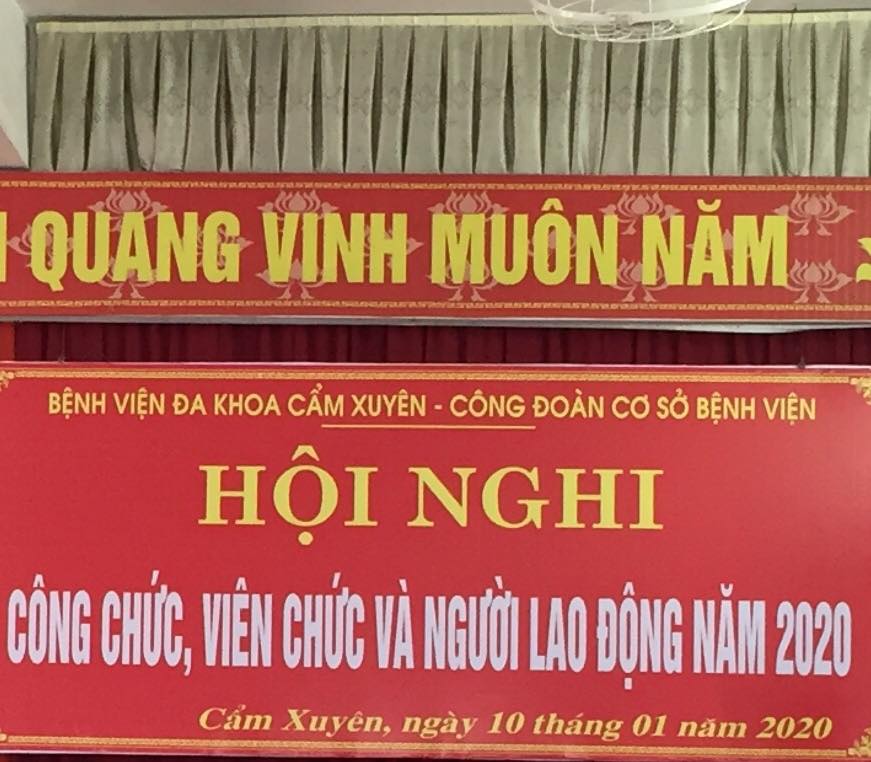 QUANG VINH MUÔN NĂM
BỆNH VIỆN ĐA KHOA CẨM XUYÊN - CÔNG ĐOÀN CƠ SỞ BỆNH VIỆN
HỘI NGHI
CÔNG CHỨC, VIÊN CHỨC VÀ NGƯỜI LAO ĐỘNG NĂM 2020
Cẩm Xuyên, ngày 10 tháng 01 năm 2020